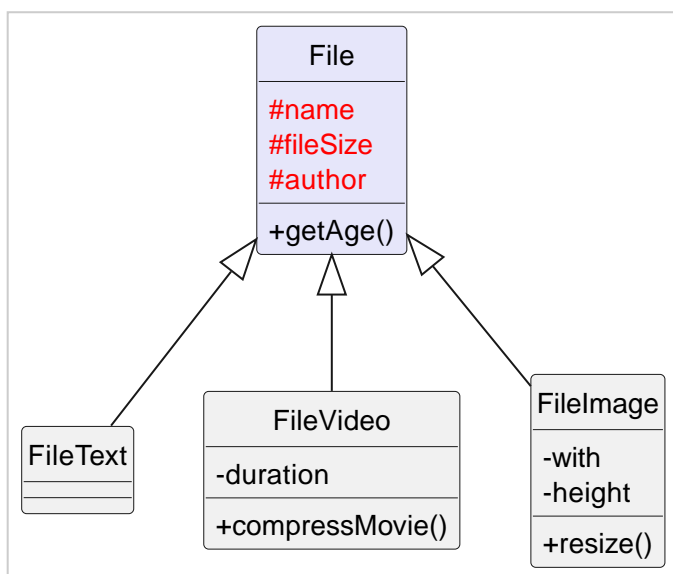 File
#name
#fileSize
#author
+getAge()
FileText
FileVideo
-duration
+compressMovie()
FileImage
-with
-height
+resize()